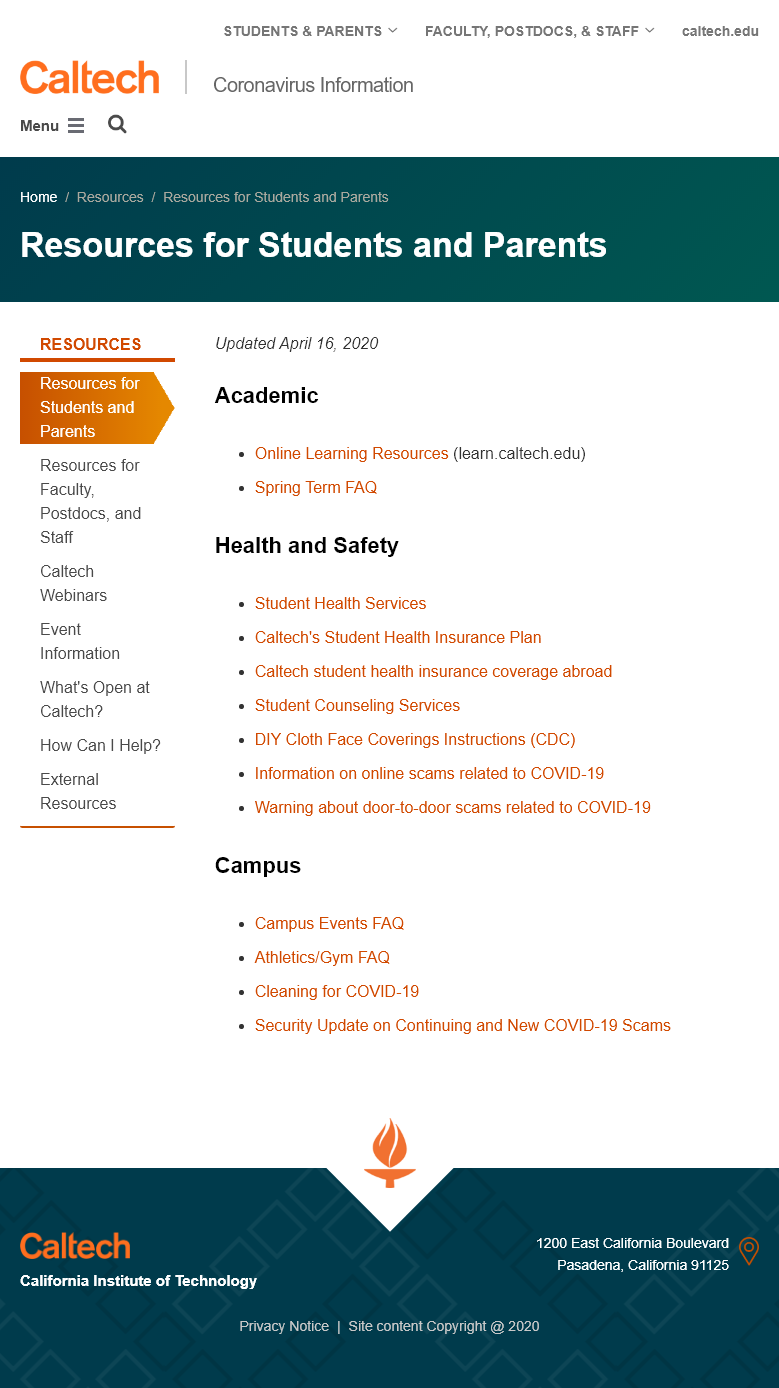 STUDENTS & PARENTS
FACULTY, POSTDOCS, & STAFF
caltech.edu
Caltech
Coronavirus Information
Menu
Home / Resources / Resources for Students and Parents
Resources for Students and Parents
RESOURCES
Resources for
Students and
Parents
Resources for
Faculty,
Postdocs, and
Staff
Caltech
Webinars
Event
Information
What's Open at
Caltech?
How Can I Help?
External
Resources
Updated April 16, 2020
Academic
Online Learning Resources (learn.caltech.edu)
Spring Term FAQ
Health and Safety
Student Health Services
Caltech's Student Health Insurance Plan
Caltech student health insurance coverage abroad
Student Counseling Services
DIY Cloth Face Coverings Instructions (CDC)
Information on online scams related to COVID-19
Warning about door-to-door scams related to COVID-19
Campus
Campus Events FAQ
Athletics/Gym FAQ
Cleaning for COVID-19
Security Update on Continuing and New COVID-19 Scams
Caltech
California Institute of Technology
1200 East California Boulevard
Pasadena, California 91125
Privacy Notice | Site content Copyright @ 2020